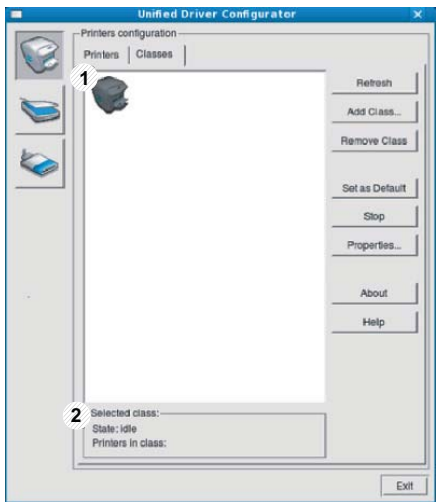 Unified Driver Configurator
Printers configuration
Printers
Classes
1
Refresh
Add Class...
Remove Class
Set as Default
Stop
Properties...
About
Help
2
Selected class:
State: idle
Printers in class:
Exit